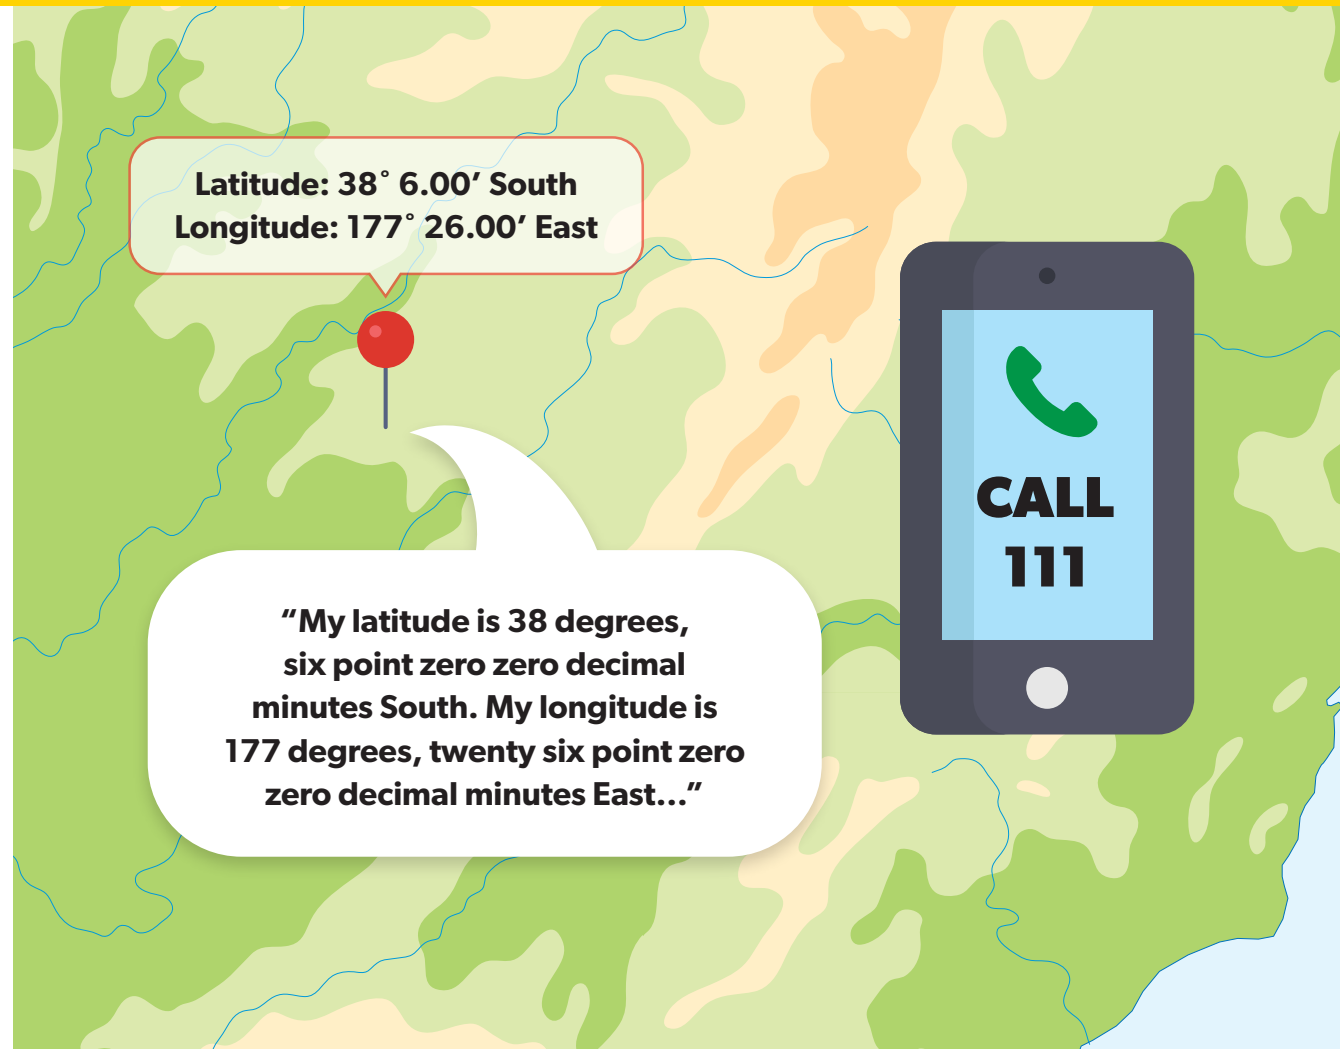 Latitude: 38˚ 6.00’ South
Longitude: 177˚ 26.00’ East
CALL
111
“My latitude is 38 degrees,
six point zero zero decimal
minutes South. My longitude is
177 degrees, twenty six point zero
zero decimal minutes East...”